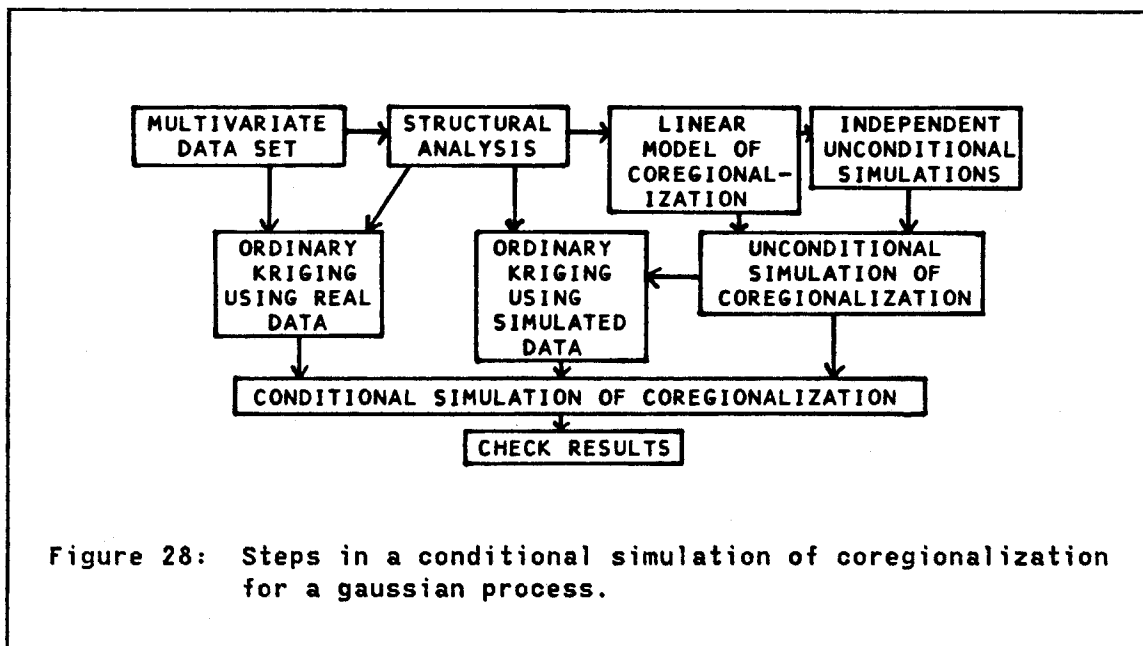 MULTIVARIATE
DATA SET
STRUCTURAL
ANALYSIS
LINEAR
MODEL OF
COREGIONAL-
IZATION
INDEPENDENT
UNCONDITIONAL
SIMULATIONS
ORDINARY
KRIGING
USING REAL
DATA
ORDINARY
KRIGING
USING
SIMULATED
DATA
UNCONDITIONAL
SIMULATION OF
COREGIONALIZATION
CONDITIONAL SIMULATION OF COREGIONALIZATION
CHECK RESULTS
Figure 28: Steps in a conditional simulation of coregionalization
for a gaussian process.